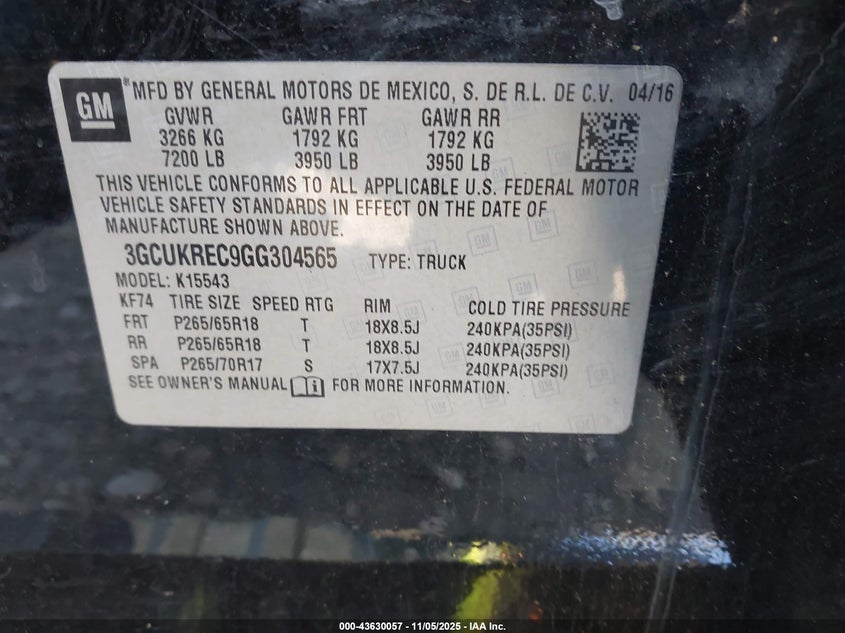 GM
MFD BY GENERAL MOTORS DE MEXICO, S. DE R.L. DE C.V. 04/16
GVWR GAWR FRT GAWR RR
3266 KG 1792 KG 1792 KG
7200 LB 3950 LB 3950 LB
THIS VEHICLE CONFORMS TO ALL APPLICABLE U.S. FEDERAL MOTOR
VEHICLE SAFETY STANDARDS IN EFFECT ON THE DATE OF
MANUFACTURE SHOWN ABOVE.
3GCUKREC9GG304565 TYPE: TRUCK
MODEL: K15543
KF74 TIRE SIZE SPEED RTG RIM COLD TIRE PRESSURE
FRT P265/65R18 T 18X8.5J 240KPA(35PSI)
RR P265/65R18 T 18X8.5J 240KPA(35PSI)
SPA P265/70R17 S 17X7.5J 240KPA(35PSI)
SEE OWNER'S MANUAL FOR MORE INFORMATION.
000-43630057 - 11/05/2025 - IAA Inc.